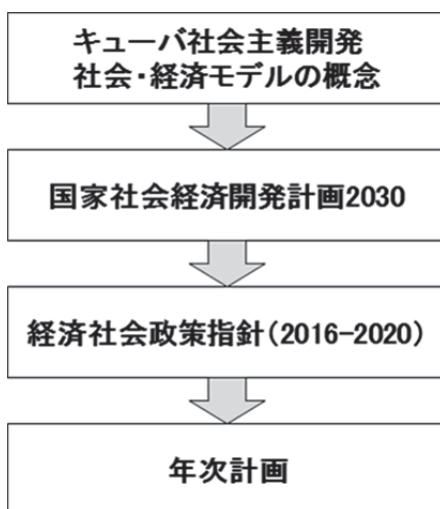 キューバ社会主義開発
社会・経済モデルの概念
国家社会経済開発計画2030
経済社会政策指針(2016-2020)
年次計画